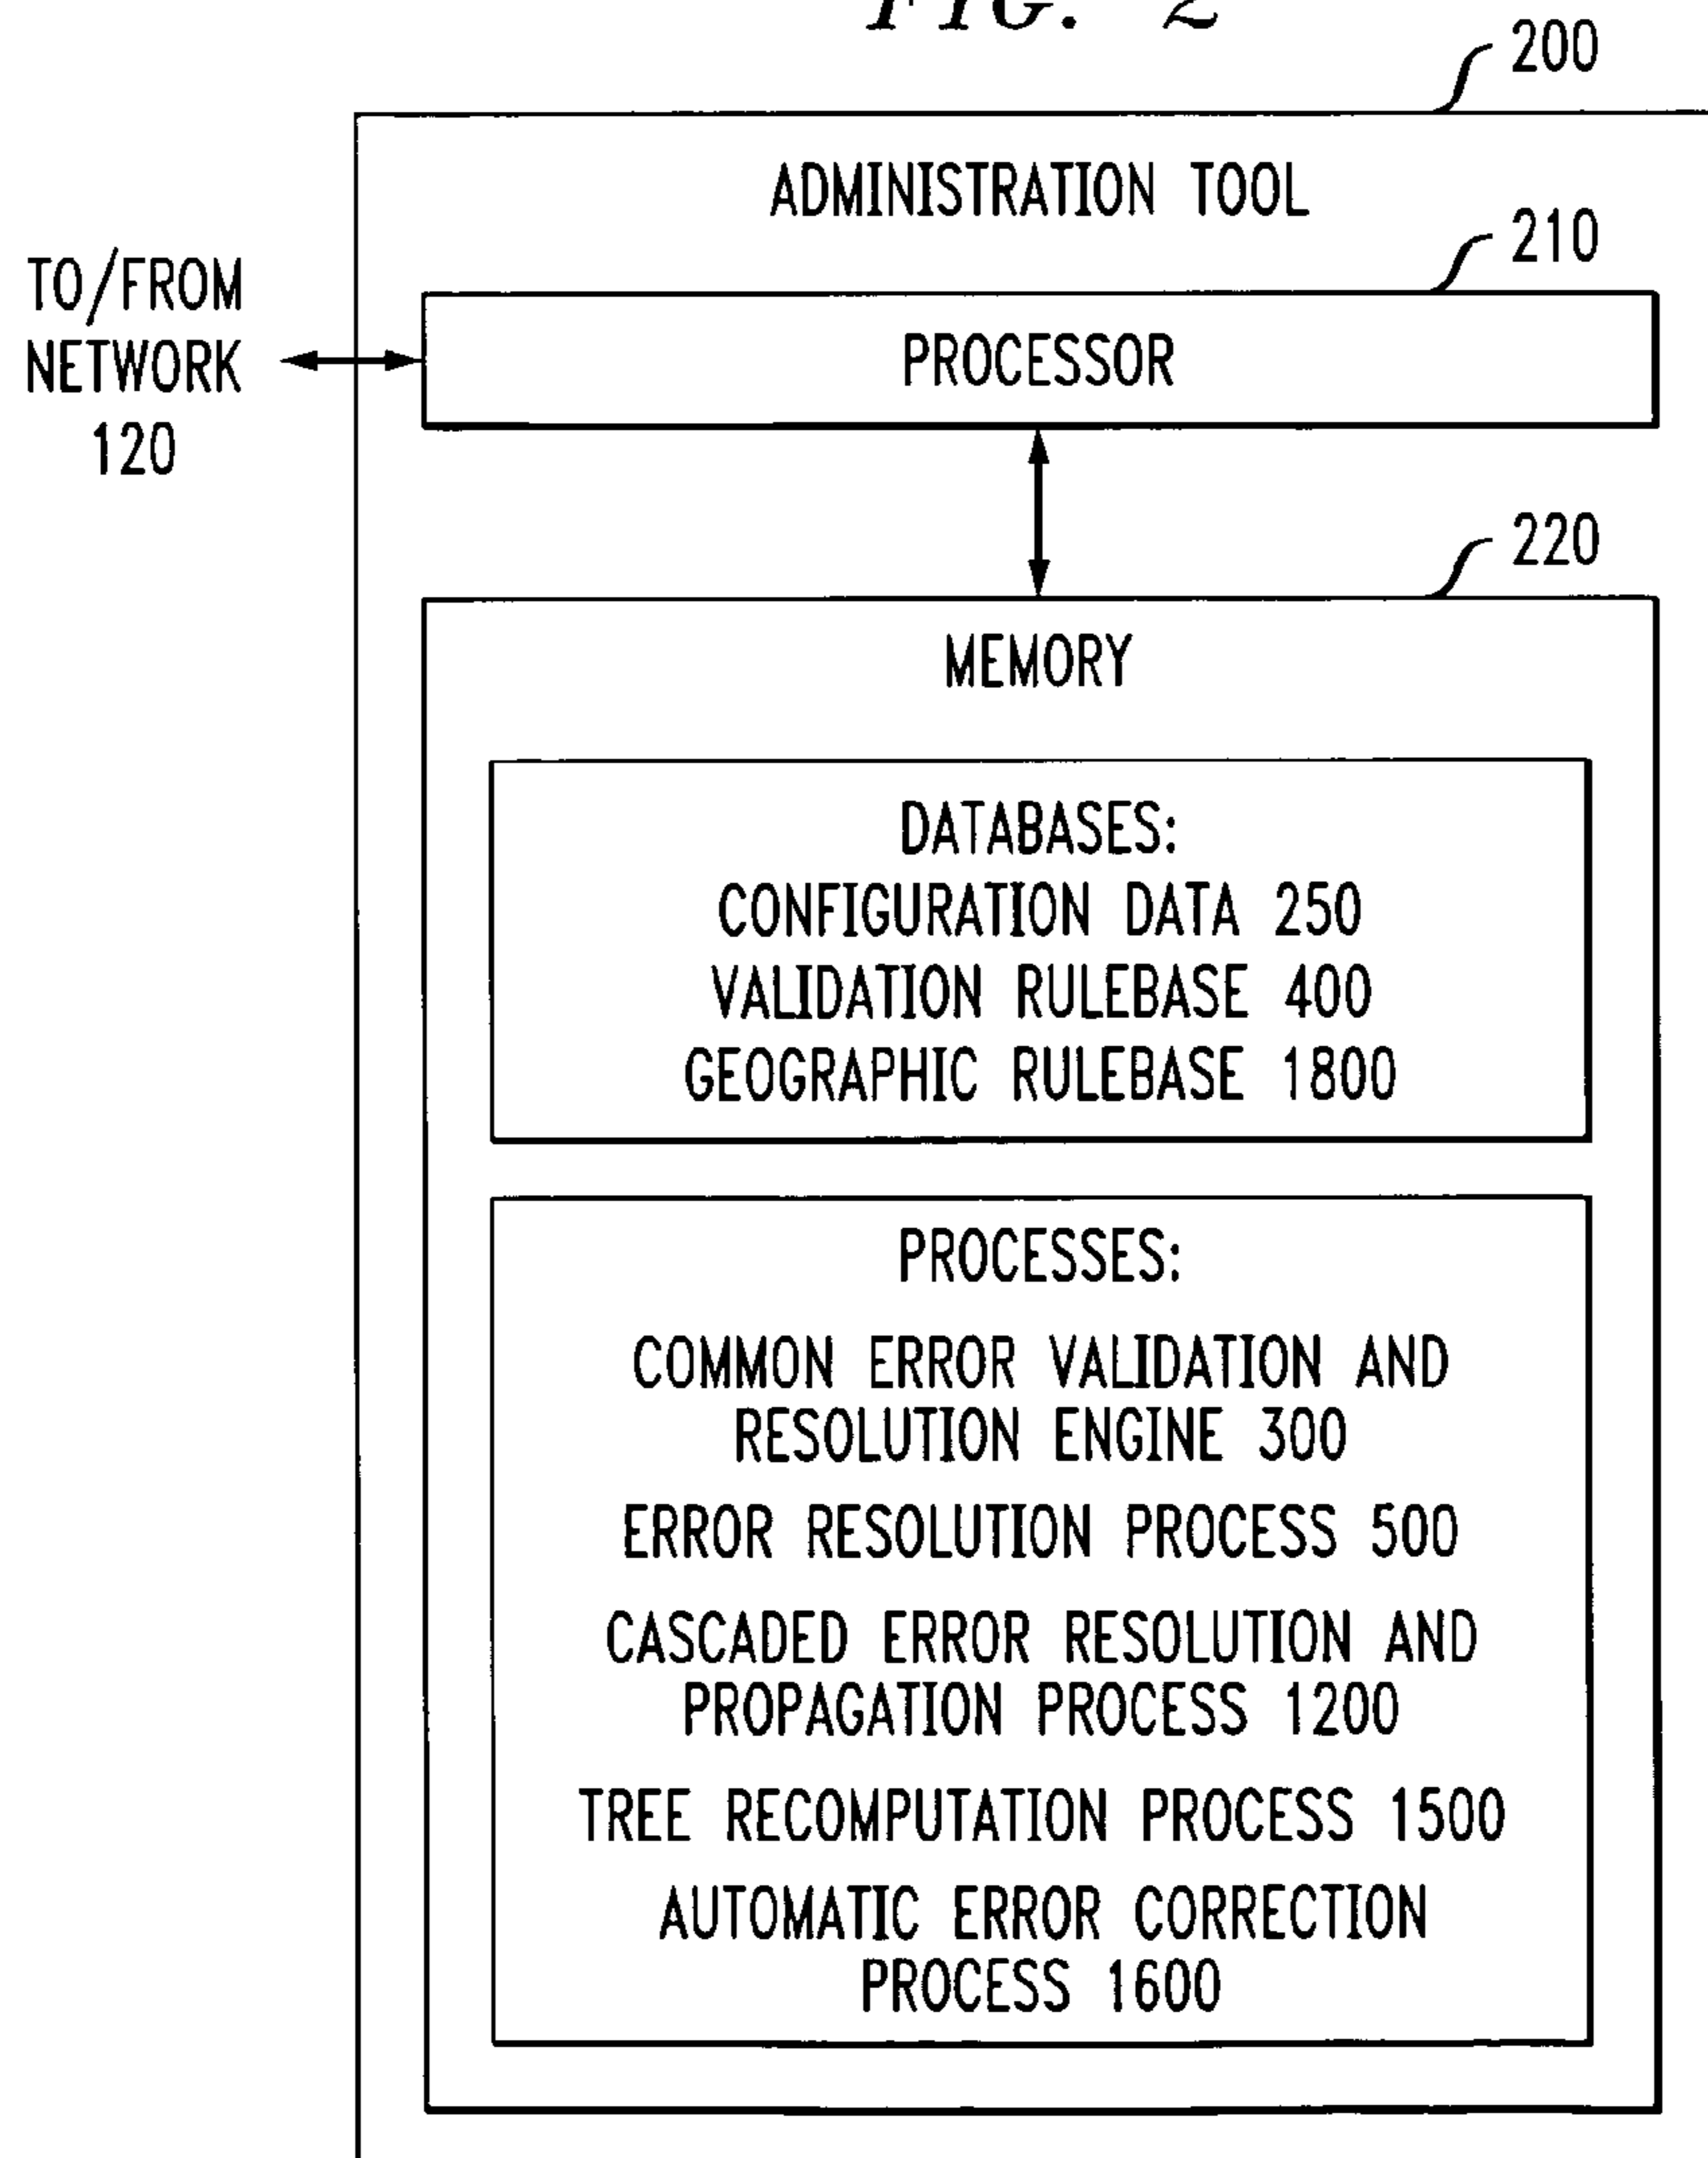 FIG. 2
200
ADMINISTRATION TOOL
210
TO/FROM
NETWORK
120
PROCESSOR
220
MEMORY
DATABASES:
CONFIGURATION DATA 250
VALIDATION RULEBASE 400
GEOGRAPHIC RULEBASE 1800
PROCESSES:
COMMON ERROR VALIDATION AND
RESOLUTION ENGINE 300
ERROR RESOLUTION PROCESS 500
CASCADED ERROR RESOLUTION AND
PROPAGATION PROCESS 1200
TREE RECOMPUTATION PROCESS 1500
AUTOMATIC ERROR CORRECTION
PROCESS 1600